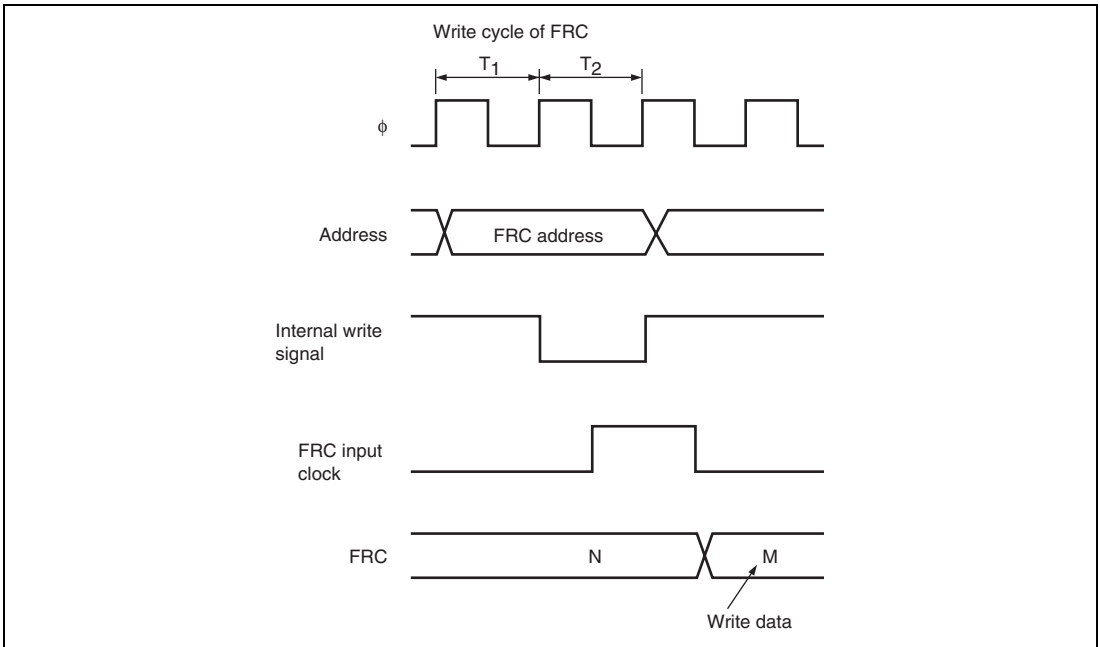 Write cycle of FRC
T1 T2
ϕ
Address
FRC address
Internal write
signal
FRC input
clock
FRC
N
M
Write data